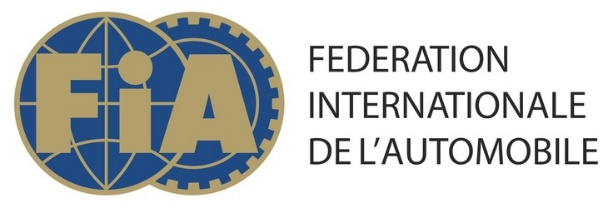 FiA
FEDERATION
INTERNATIONALE
DE L'AUTOMOBILE